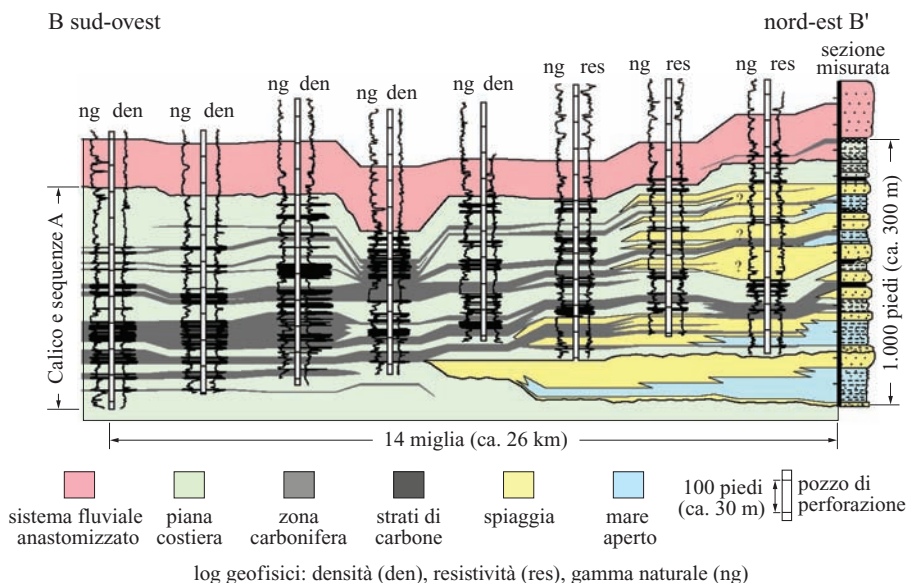 B sud-ovest
nord-est B'
sezione
misurata
ng den
ng den
ng den
ng den
ng den
ng res
ng res
ng res
Calico e sequenze A
1.000 piedi (ca. 300 m)
?
?
?
14 miglia (ca. 26 km)
sistema fluviale
anastomizzato
piana
costiera
zona
carbonifera
strati di
carbone
spiaggia
mare
aperto
100 piedi
(ca. 30 m)
pozzo di
perforazione
log geofisici: densità (den), resistività (res), gamma naturale (ng)